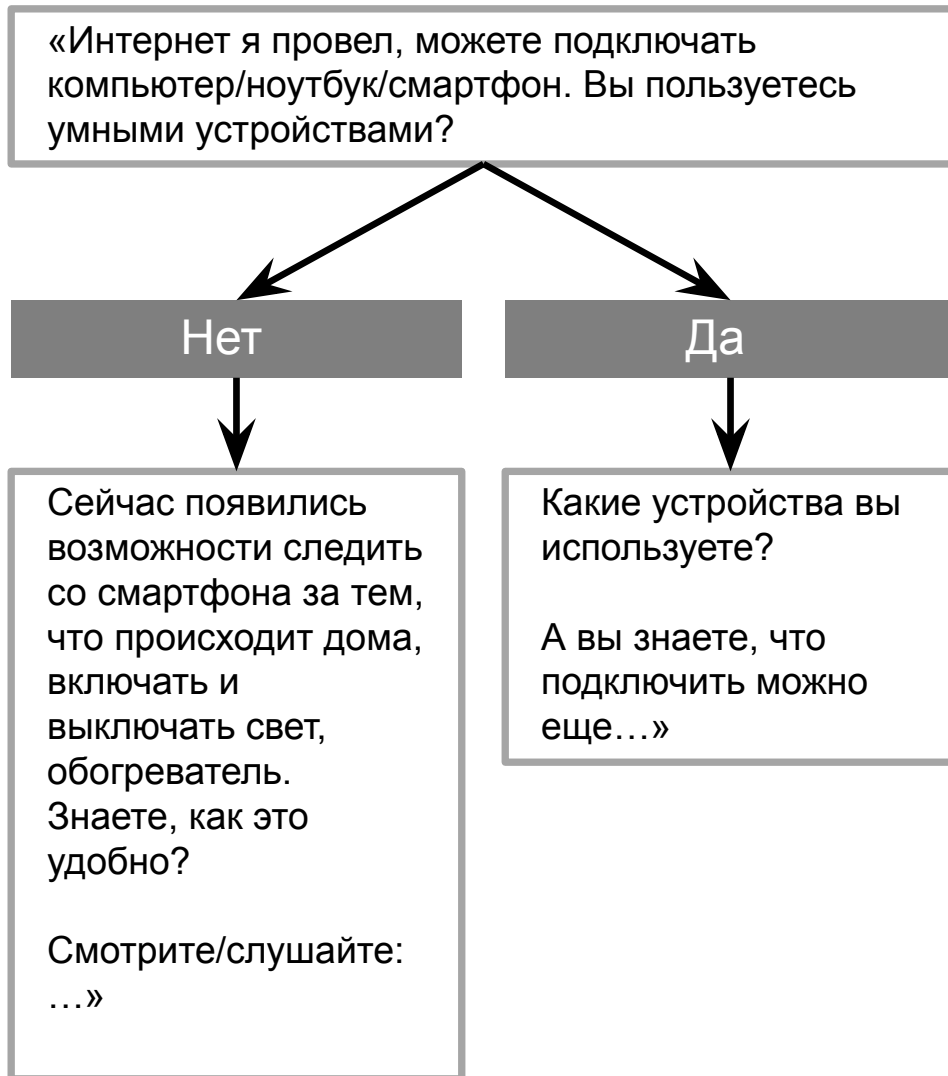 «Интернет я провел, можете подключать
компьютер/ноутбук/смартфон. Вы пользуетесь
умными устройствами?
Нет
Да
Сейчас появились
возможности следить
со смартфона за тем,
что происходит дома,
включать и
выключать свет,
обогреватель.
Знаете, как это
удобно?
Смотрите/слушайте:
…»
Какие устройства вы
используете?
А вы знаете, что
подключить можно
еще…»